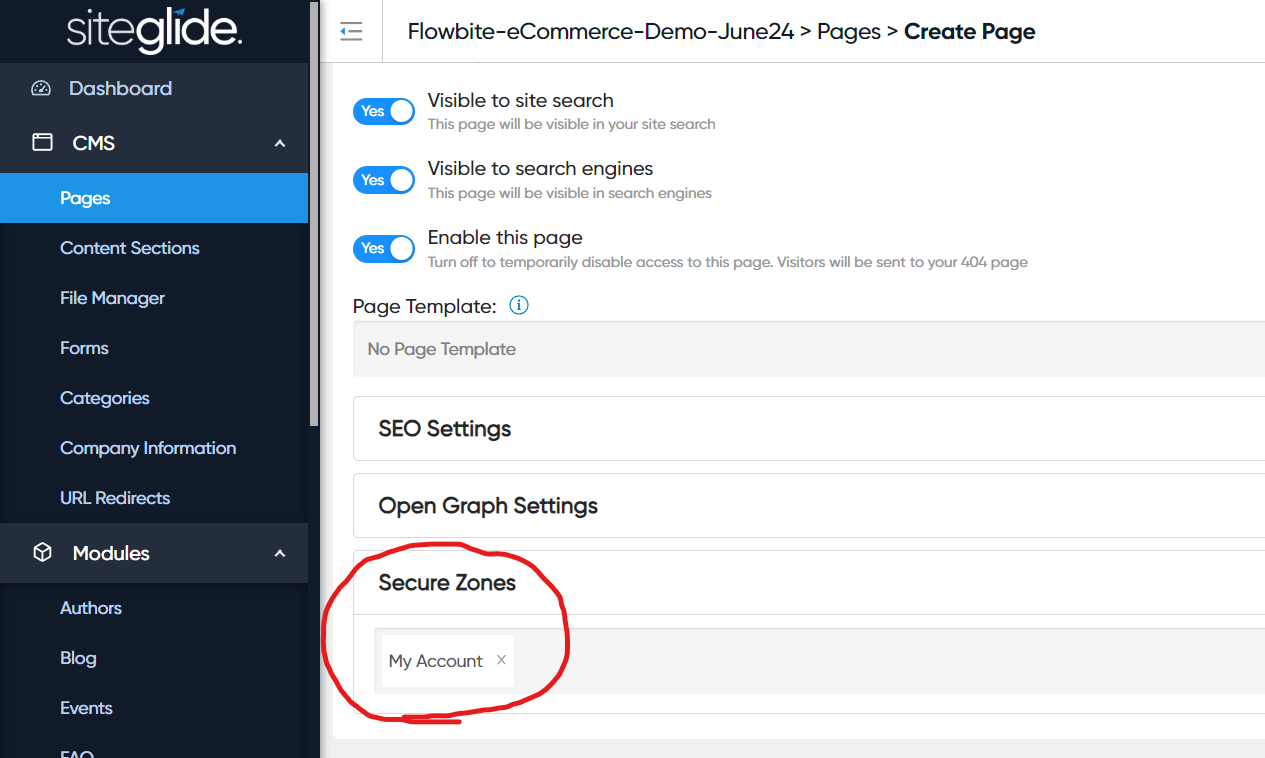 siteglide.
Flowbite-eCommerce-Demo-June24 > Pages > Create Page
Dashboard
CMS
Pages
Content Sections
File Manager
Forms
Categories
Company Information
URL Redirects
Modules
Authors
Blog
Events
FAQ
Yes
Visible to site search
This page will be visible in your site search
Yes
Visible to search engines
This page will be visible in search engines
Yes
Enable this page
Turn off to temporarily disable access to this page. Visitors will be sent to your 404 page
Page Template:
No Page Template
SEO Settings
Open Graph Settings
Secure Zones
My Account ×